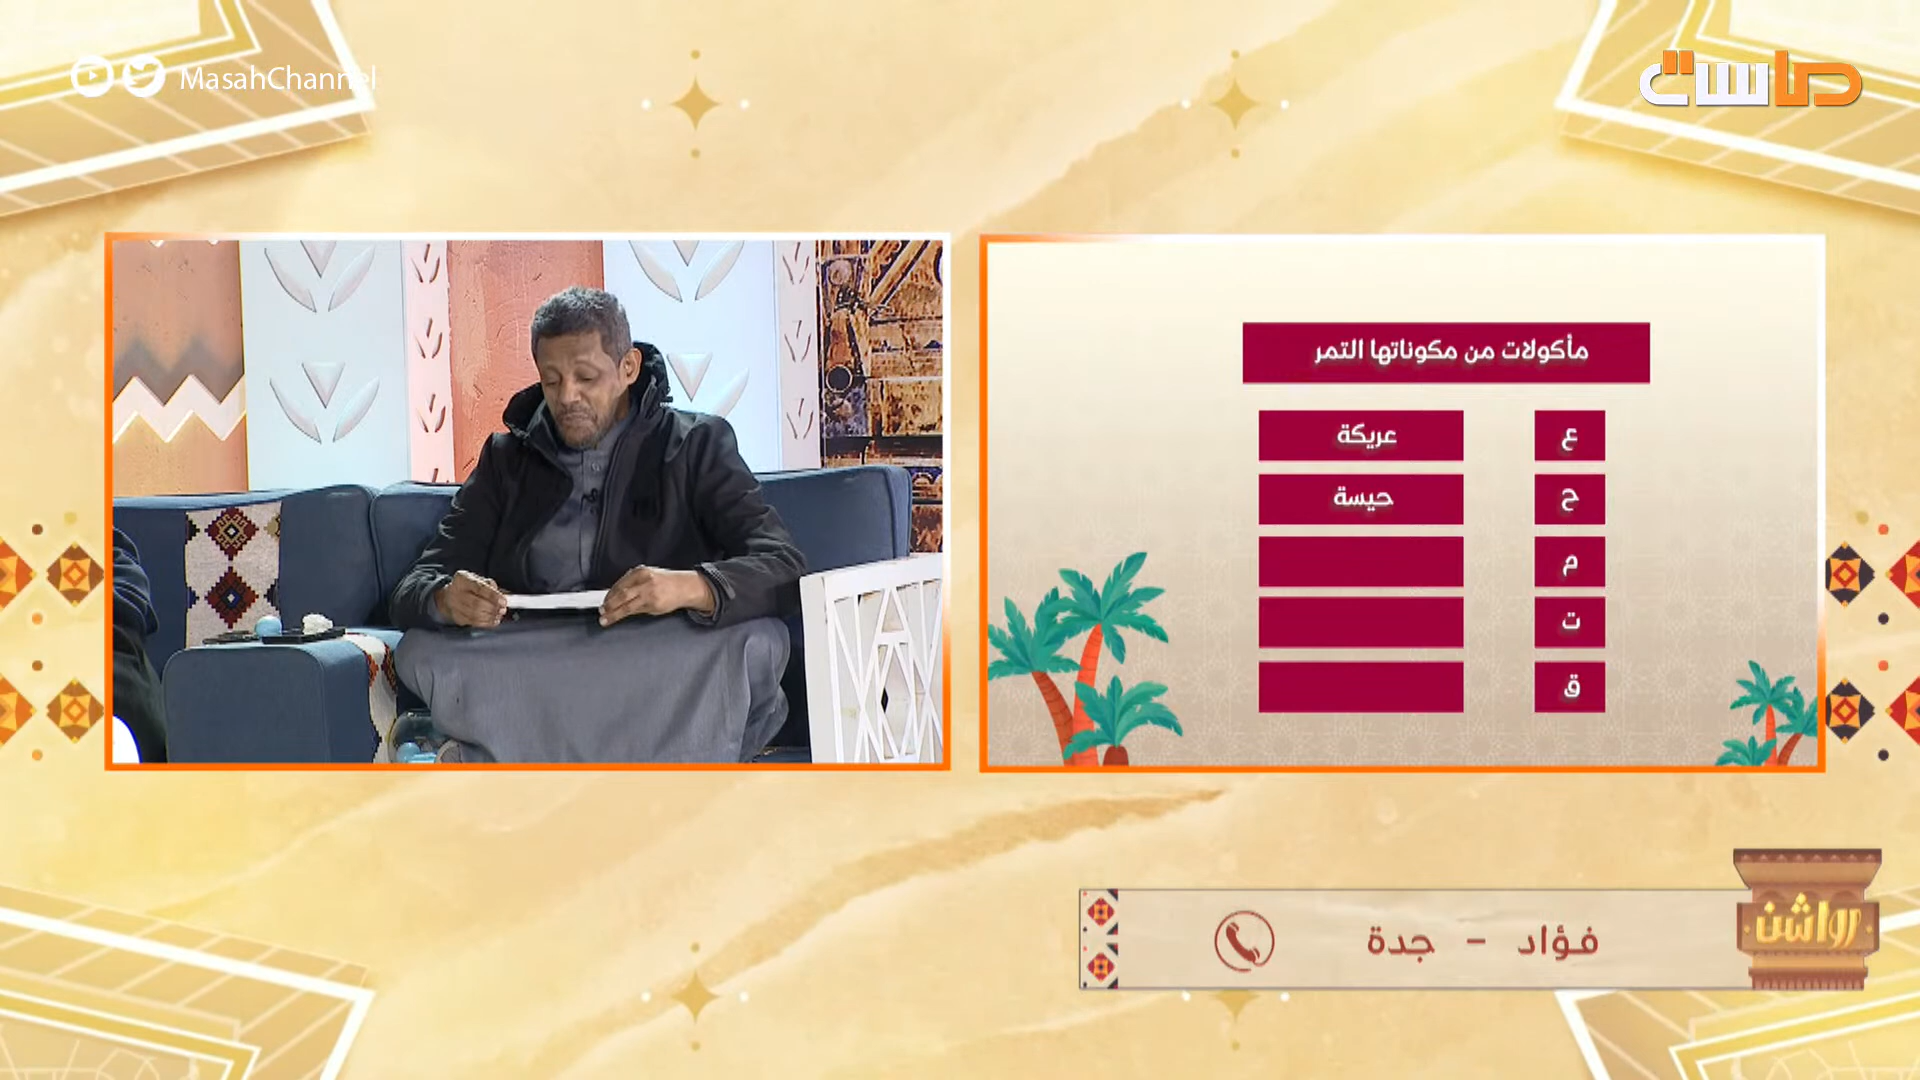 MasahChannel
ماسة
مأكولات من مكوناتها التمر
ع عريكة
ح حيسة
م
ت
ق
رواشن
فؤاد - جدة